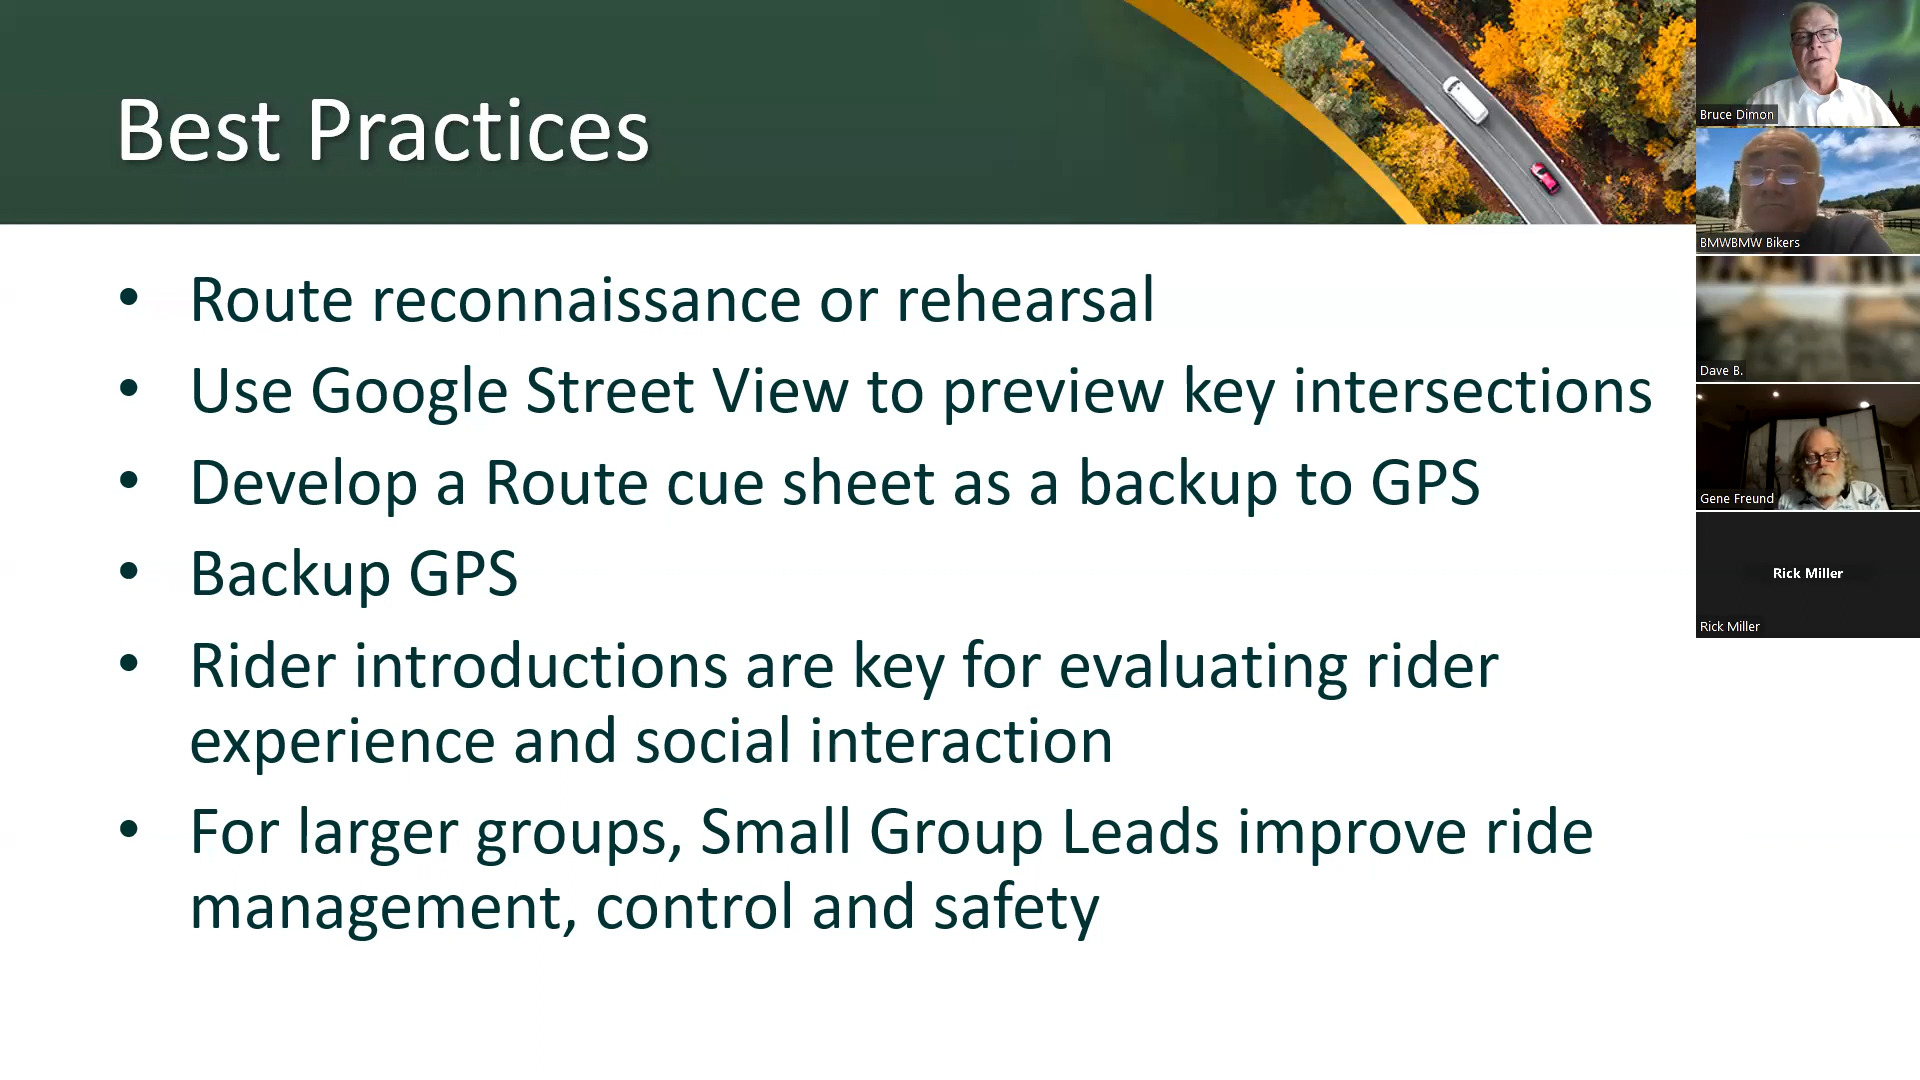 Best Practices
• Route reconnaissance or rehearsal
• Use Google Street View to preview key intersections
• Develop a Route cue sheet as a backup to GPS
• Backup GPS
• Rider introductions are key for evaluating rider
experience and social interaction
• For larger groups, Small Group Leads improve ride
management, control and safety
Bruce Dimon
BMWBMW Bikers
Dave B.
Gene Freund
Rick Miller
Rick Miller